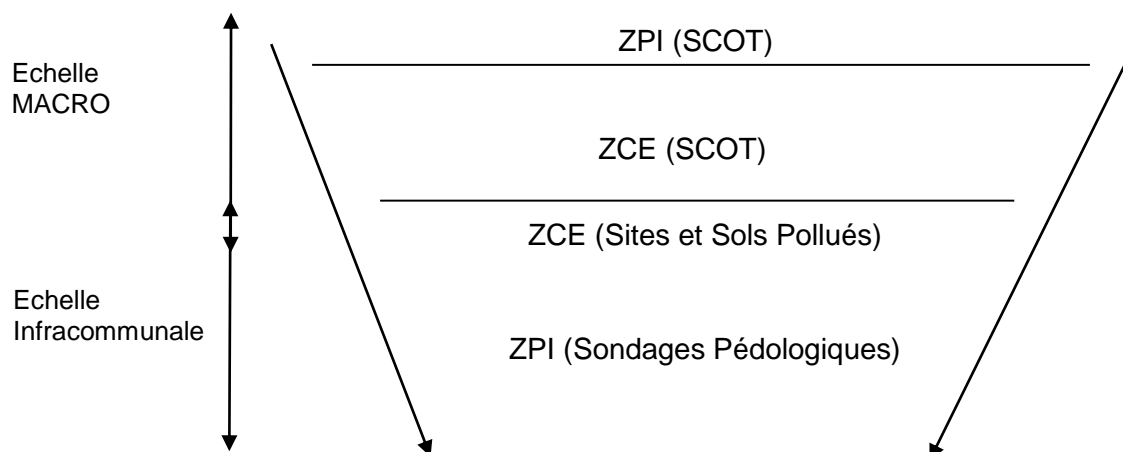 ZPI (SCOT)
Echelle
MACRO
ZCE (SCOT)
ZCE (Sites et Sols Pollués)
Echelle
Infracommunale
ZPI (Sondages Pédologiques)